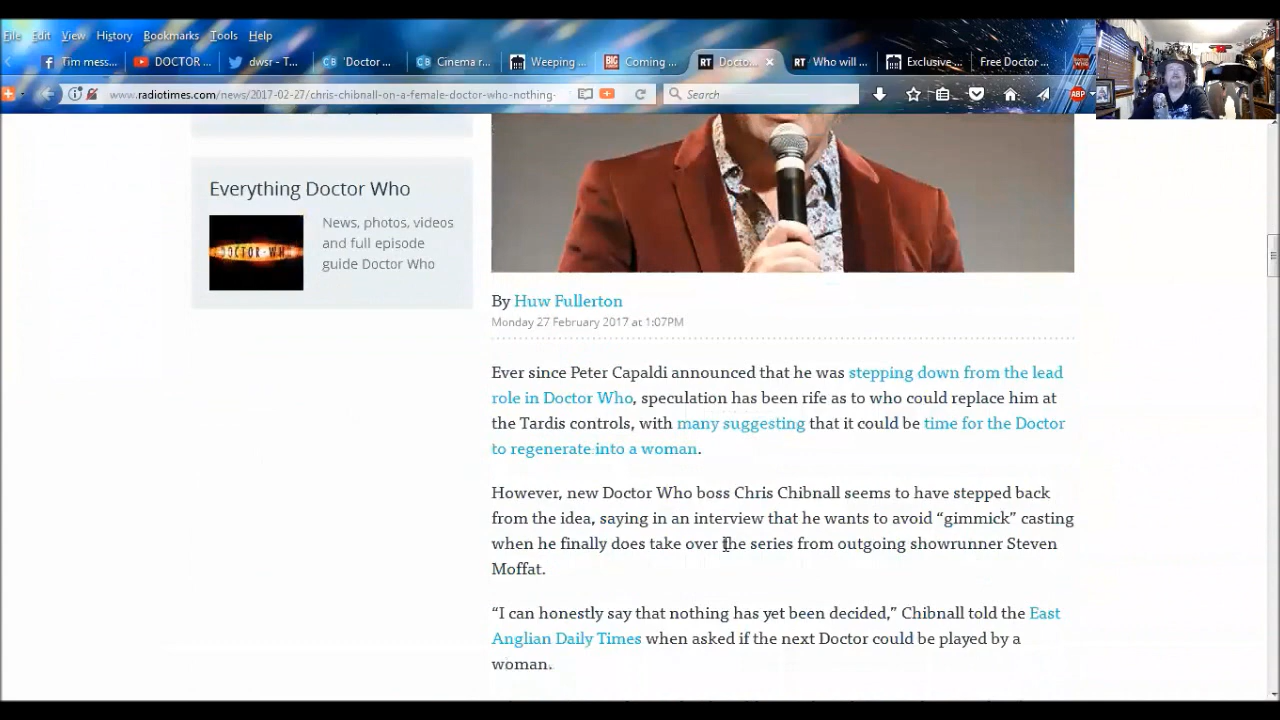 File Edit View History Bookmarks Tools Help
Tim mess... DOCTOR ... dwsr - T... 'Doctor ... Cinema r... Weeping ... Coming ... Docto... × Who will ... Exclusive ... Free Doctor ...
www.radiotimes.com/news/2017-02-27/chris-chibnall-on-a-female-doctor-who-nothing- Search ABP
Everything Doctor Who
News, photos, videos
and full episode
guide Doctor Who
DOCTOR WH
By Huw Fullerton
Monday 27 February 2017 at 1:07PM
Ever since Peter Capaldi announced that he was stepping down from the lead
role in Doctor Who, speculation has been rife as to who could replace him at
the Tardis controls, with many suggesting that it could be time for the Doctor
to regenerate into a woman.
However, new Doctor Who boss Chris Chibnall seems to have stepped back
from the idea, saying in an interview that he wants to avoid “gimmick” casting
when he finally does take over the series from outgoing showrunner Steven
Moffat.
“I can honestly say that nothing has yet been decided,” Chibnall told the East
Anglian Daily Times when asked if the next Doctor could be played by a
woman.